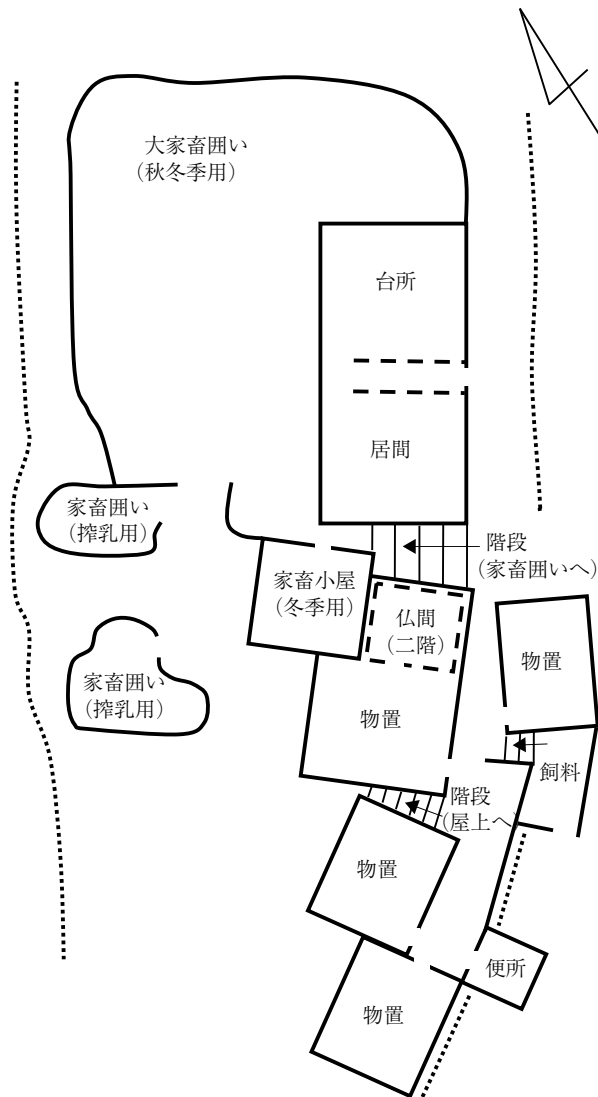 大家畜囲い
（秋冬季用）
台所
居間
家畜囲い
（搾乳用）
階段
（家畜囲いへ）
家畜小屋
（冬季用）
仏間
（二階）
物置
家畜囲い
（搾乳用）
物置
飼料
階段
（屋上へ）
物置
便所
物置